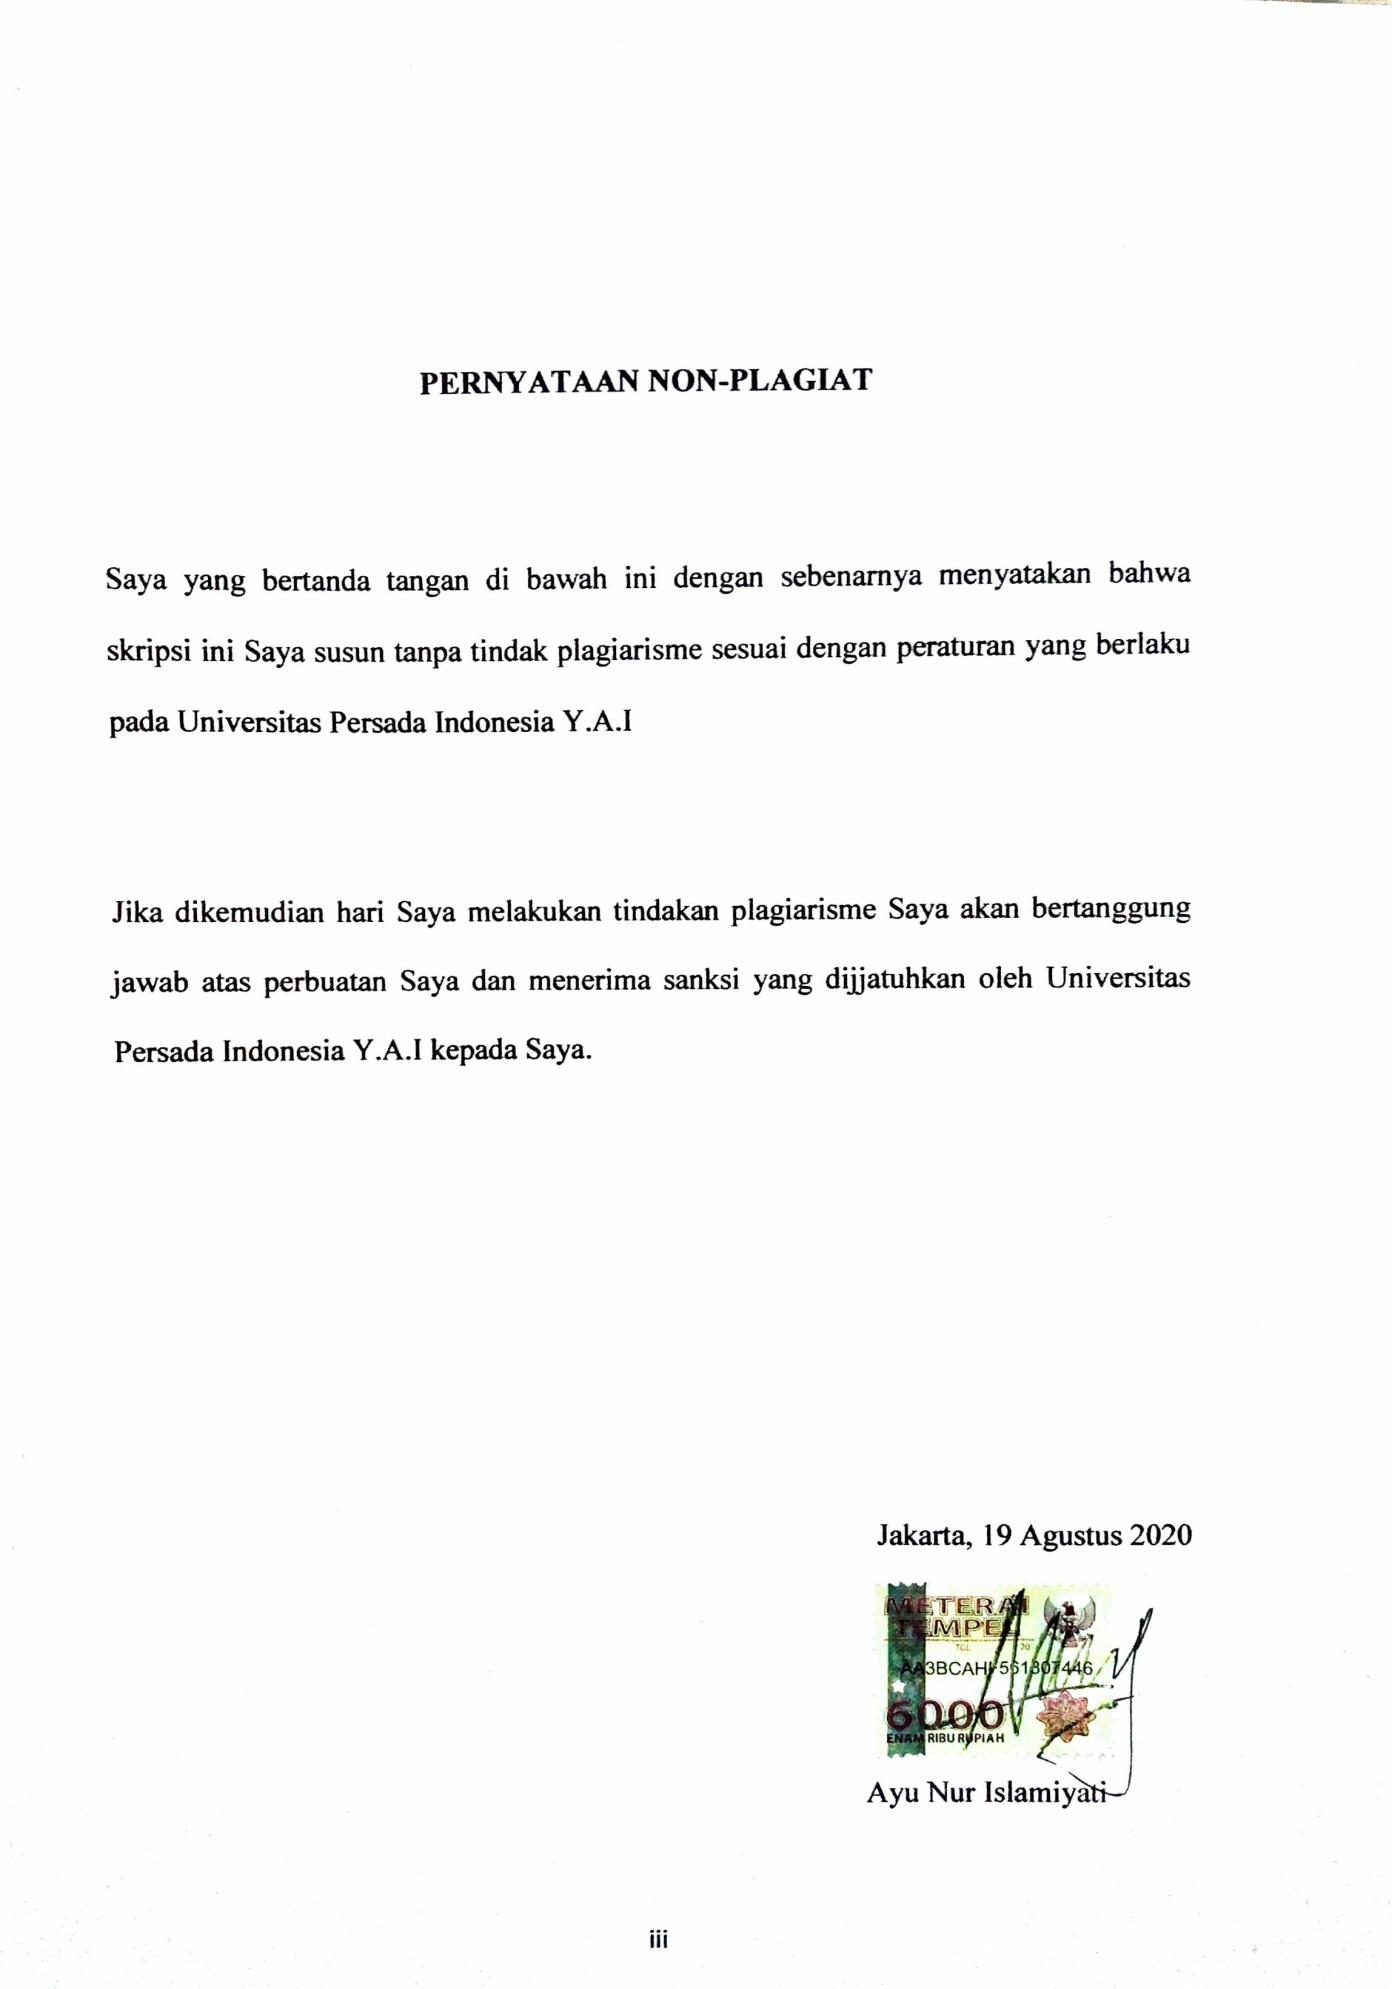 PERNYATAAN NON-PLAGIAT
Saya yang bertanda tangan di bawah ini dengan sebenarnya menyatakan bahwa
skripsi ini Saya susun tanpa tindak plagiarisme sesuai dengan peraturan yang berlaku
pada Universitas Persada Indonesia Y.A.I
Jika dikemudian hari Saya melakukan tindakan plagiarisme Saya akan bertanggung
jawab atas perbuatan Saya dan menerima sanksi yang dijjatuhkan oleh Universitas
Persada Indonesia Y.A.I kepada Saya.
Jakarta, 19 Agustus 2020
METERAI
TEMPEL
TGL 20
6000
ENAM RIBU RUPIAH
Ayu Nur Islamiyati
iii